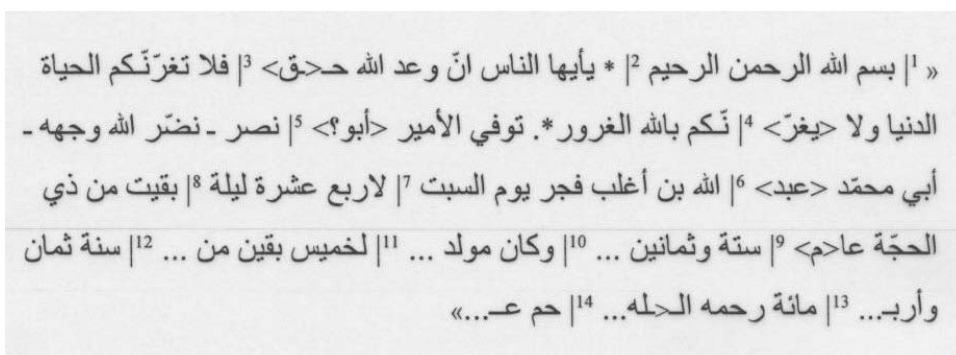 « ¹| بسم الله الرحمن الرحيم ²| * يأيها الناس انّ وعد الله حـ<ـق> ³| فلا تغرّنّكم الحياة
الدنيا ولا <يغرّ> ⁴| نّكم بالله الغرور*. توفي الأمير <أبو؟> ⁵| نصر ـ نضّر الله وجهه ـ
أبي محمّد <عبد> ⁶| الله بن أغلب فجر يوم السبت ⁷| لاربع عشرة ليلة ⁸| بقيت من ذي
الحجّة عا<م> ⁹| ستة وثمانين ... ¹⁰| وكان مولد ... ¹¹| لخميس بقين من ... ¹²| سنة ثمان
وأربـ... ¹³| مائة رحمه الـ<ـله... ¹⁴| حم عـ...»